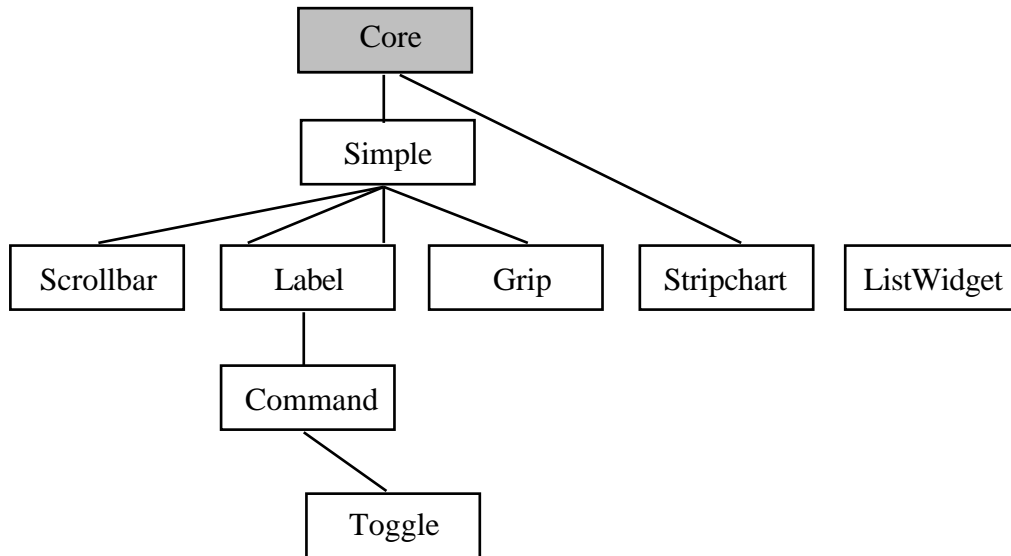 Core
Simple
Scrollbar
Label
Grip
Stripchart
ListWidget
Command
Toggle